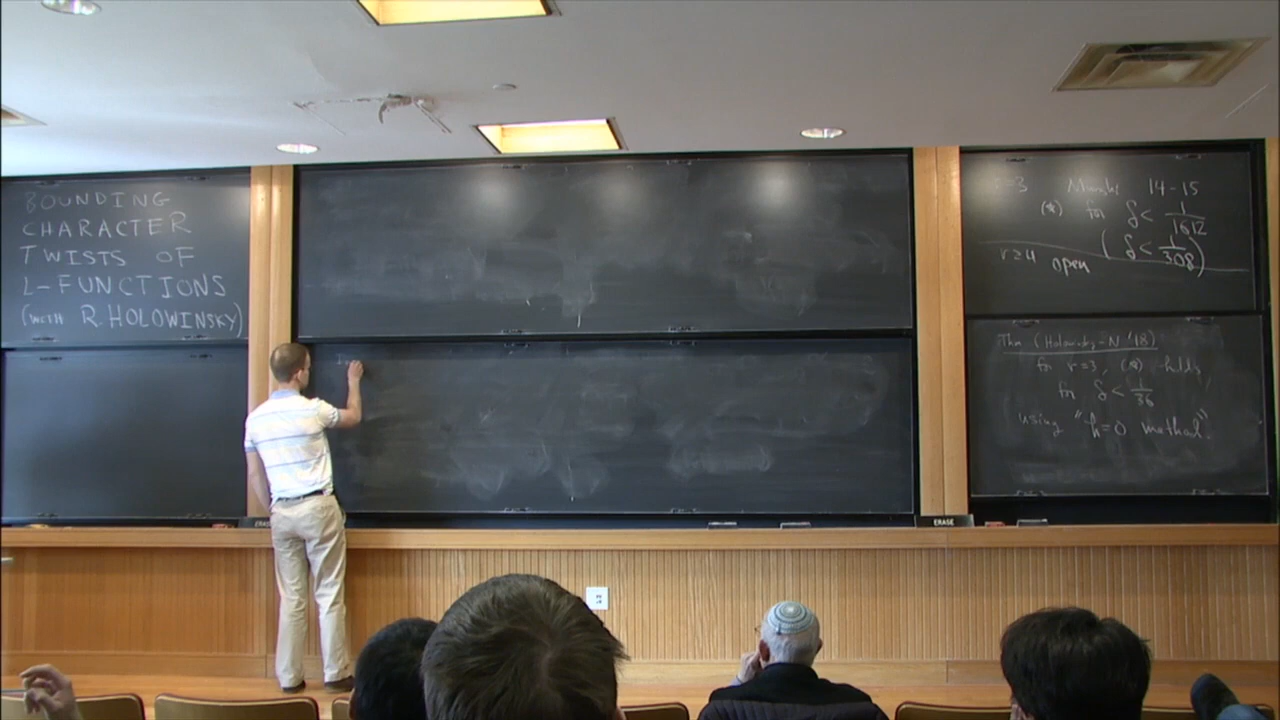 BOUNDING
CHARACTER
TWISTS OF
L-FUNCTIONS
(WITH R. HOLOWINSKY)
r=3 Munshi 14-15
(*) for δ < 1/1612
(δ < 1/308)
r≥4 open
Thm (Holowinsky-N '18)
for r=3, (*) holds
for δ < 1/36
using "h=0 method".
ERASE